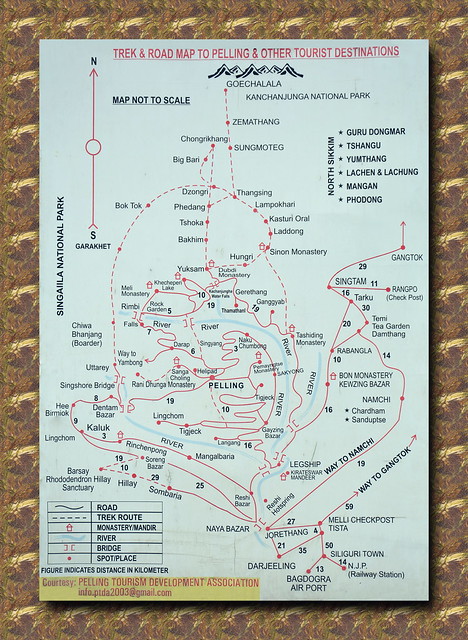 TREK & ROAD MAP TO PELLING & OTHER TOURIST DESTINATIONS
N
GOECHALALA
MAP NOT TO SCALE
KANCHANJUNGA NATIONAL PARK
ZEMATHANG
NORTH SIKKIM
★ GURU DONGMAR
★ TSHANGU
★ YUMTHANG
★ LACHEN & LACHUNG
★ MANGAN
★ PHODONG
Chongrikhang
SUNGMOTEG
Big Bari
Dzongri
Thangsing
Bok Tok
Phedang
Lampokhari
SINGAILA NATIONAL PARK
Tshoka
Kasturi Oral
Laddong
S
Bakhim
GARAKHET
Sinon Monastery
Hungri
GANGTOK
Yuksam
Dubdi
Monastery
29
Khechepen
Lake
Gerethang
SINGTAM
11
Meli
Monastery
10
Kanchanjungha
Water Falls
19
RANGPO
(Check Post)
16
Rock
Garden
5
19
Thamathani
Ganggyab
Tarku
30
Rimbi
Falls
River
River
River
Temi
Tea Garden
Damthang
Chiwa
Bhanjang
(Boarder)
7
Tashiding
Monastery
20
Darap
6
Singyang
3
Naku
Chumbong
RABANGLA
Way to
Yambong
Uttarey
Sanga
Choling
Helipad
Pemayngtse
Monastery
SAKYONG
10
14
BON MONASTERY
KEWZING BAZAR
Singshore Bridge
Rani Dhunga Monastery
PELLING
RIVER
RIVER
8
19
Tigjeck
16
NAMCHI
Hee
Birmiok
Dentam
Bazar
Lingchom
10
★ Chardham
★ Sanduptse
9
Kaluk
Tigjeck
Gayzing
Bazar
Lingchom
3
Rinchenpong
RIVER
Langang
16
WAY TO NAMCHI
WAY TO GANGTOK
19
Soreng
Bazar
Mangalbaria
LEGSHIP
Barsay
Rhododendron Hillay
Sanctuary
10
Hillay
29
25
KIRATESWAR
MANDEER
Sombaria
Reshi
Bazar
Reshi
Hotspring
59
ROAD
TREK ROUTE
MONASTERY/MANDIR
RIVER
BRIDGE
SPOT/PLACE
NAYA BAZAR
27
MELLI CHECKPOST
TISTA
JORETHANG
4
21
35
50
SILIGURI TOWN
DARJEELING
13
14
N.J.P.
(Railway Station)
FIGURE INDICATES DISTANCE IN KILOMETER
BAGDOGRA
AIR PORT
Courtesy: PELLING TOURISM DEVELOPMENT ASSOCIATION
info.ptda2003@gmail.com